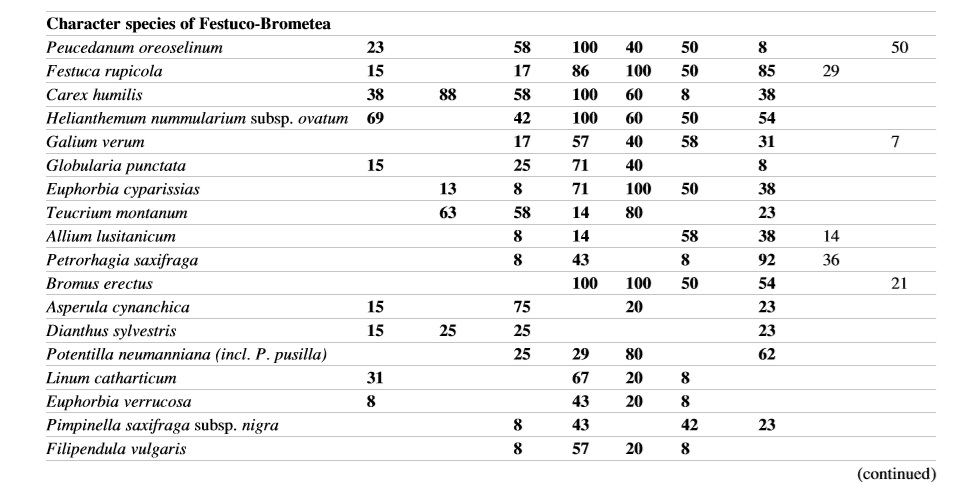 Character species of Festuco-Brometea
Peucedanum oreoselinum 23 58 100 40 50 8 50
Festuca rupicola 15 17 86 100 50 85 29
Carex humilis 38 88 58 100 60 8 38
Helianthemum nummularium subsp. ovatum 69 42 100 60 50 54
Galium verum 17 57 40 58 31 7
Globularia punctata 15 25 71 40 8
Euphorbia cyparissias 13 8 71 100 50 38
Teucrium montanum 63 58 14 80 23
Allium lusitanicum 8 14 58 38 14
Petrorhagia saxifraga 8 43 8 92 36
Bromus erectus 100 100 50 54 21
Asperula cynanchica 15 75 20 23
Dianthus sylvestris 15 25 25 23
Potentilla neumanniana (incl. P. pusilla) 25 29 80 62
Linum catharticum 31 67 20 8
Euphorbia verrucosa 8 43 20 8
Pimpinella saxifraga subsp. nigra 8 43 42 23
Filipendula vulgaris 8 57 20 8
(continued)